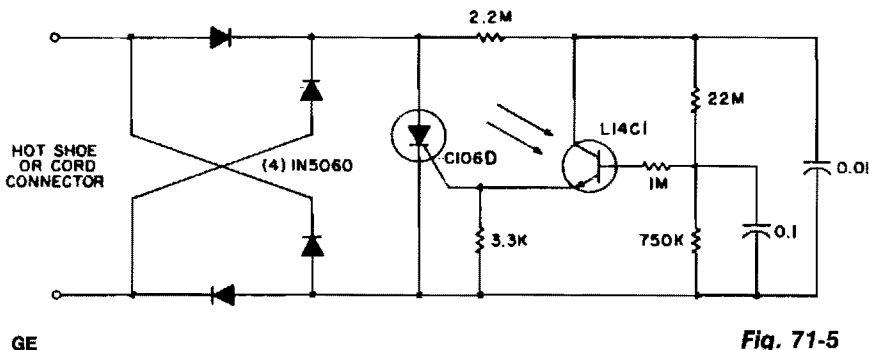 2.2M
22M
L14C1
HOT SHOE
OR CORD
CONNECTOR
(4) IN5060
C106D
0.01
1M
3.3K
750K
0.1
GE
Fig. 71-5